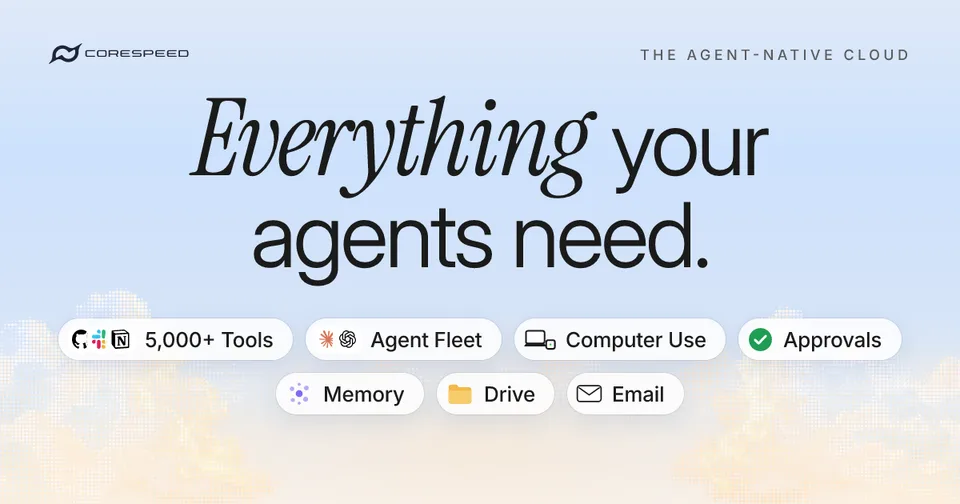 CORESPEED
THE AGENT-NATIVE CLOUD
Everything your
agents need.
5,000+ Tools
Agent Fleet
Computer Use
Approvals
Memory
Drive
Email